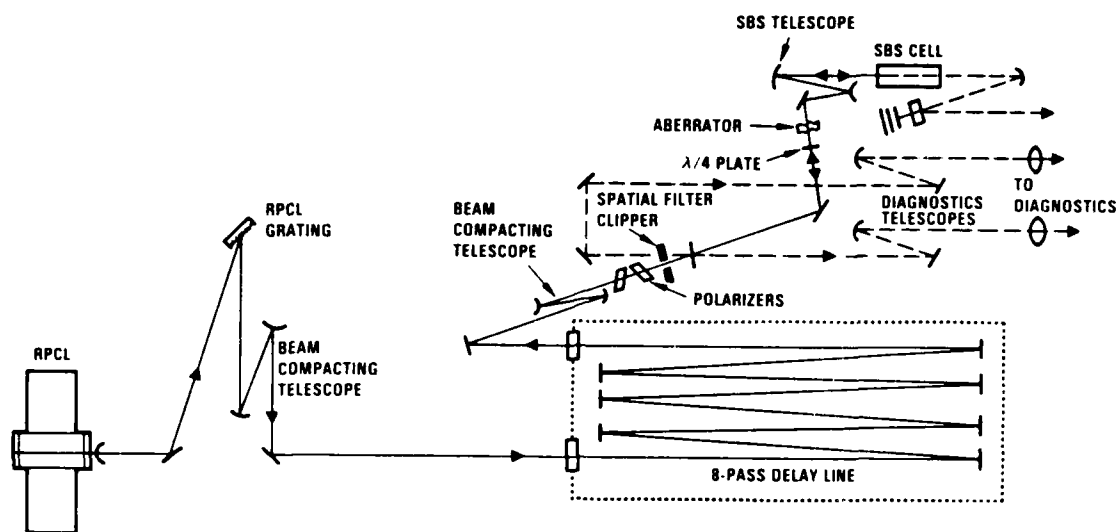 SBS TELESCOPE
SBS CELL
ABERRATOR
λ/4 PLATE
SPATIAL FILTER
CLIPPER
DIAGNOSTICS
TELESCOPES
TO
DIAGNOSTICS
BEAM
COMPACTING
TELESCOPE
RPCL
GRATING
POLARIZERS
BEAM
COMPACTING
TELESCOPE
RPCL
8-PASS DELAY LINE